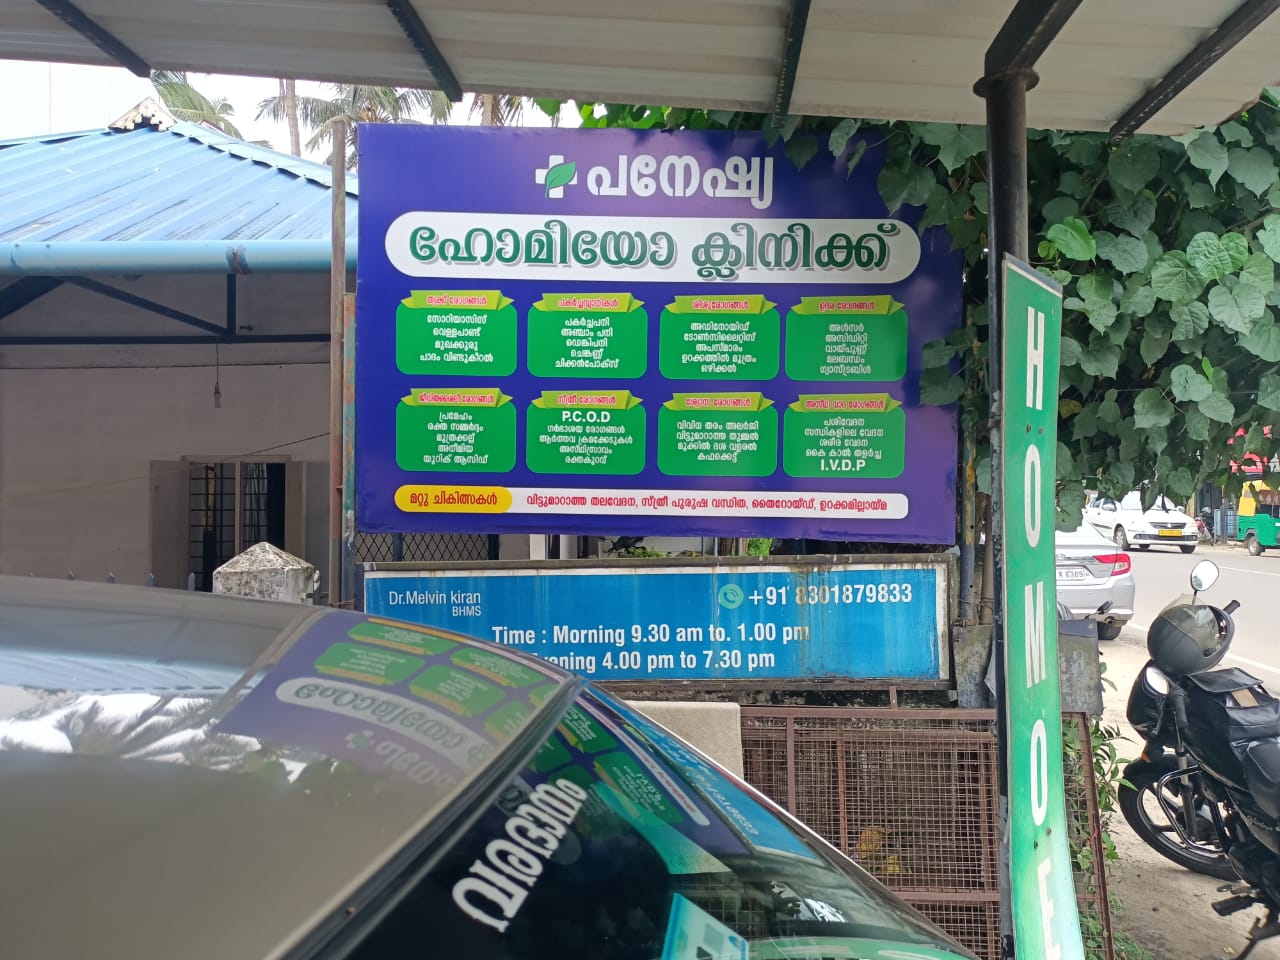 പനേഷ്യ
ഹോമിയോ ക്ലിനിക്ക്
ത്വക്ക് രോഗങ്ങൾ
സോറിയാസിസ്
വെള്ളപാണ്ട്
മുഖക്കുരു
പാദം വിണ്ടുകീറൽ
പകർച്ചവ്യാധികൾ
പകർച്ചപനി
അഞ്ചാം പനി
ഡെങ്കിപനി
ചെങ്കണ്ണ്
ചിക്കൻപോക്സ്
ശിശുരോഗങ്ങൾ
അഡിനോയിഡ്
ടോൺസിലൈറ്റിസ്
അപസ്മാരം
ഉറക്കത്തിൽ മൂത്രം
ഒഴിക്കൽ
ഉദര രോഗങ്ങൾ
അൾസർ
അസിഡിറ്റി
വായ്പുണ്ണ്
മലബന്ധം
ഗ്യാസ്ട്രബിൾ
ജീവിതശൈലീ രോഗങ്ങൾ
പ്രമേഹം
രക്ത സമ്മർദ്ദം
മൂത്രക്കല്ല്
അനീമിയ
യൂറിക് ആസിഡ്
സ്ത്രീ രോഗങ്ങൾ
P.C.O.D
ഗർഭാശയ രോഗങ്ങൾ
ആർത്തവ ക്രമക്കേടുകൾ
അസ്ഥിസ്രാവം
രക്തകുറവ്
ശ്വാസ രോഗങ്ങൾ
വിവിധ തരം അലർജി
വിട്ടുമാറാത്ത തുമ്മൽ
മൂക്കിൽ ദശ വളരൽ
കഫക്കെട്ട്
അസ്ഥി വാദ രോഗങ്ങൾ
പശിവേദന
സന്ധികളിലെ വേദന
ശരീര വേദന
കൈ കാൽ തളർച്ച
I.V.D.P
മറ്റു ചികിത്സകൾ
വിട്ടുമാറാത്ത തലവേദന, സ്ത്രീ പുരുഷ വന്ധിത, തൈറോയ്ഡ്, ഉറക്കമില്ലായ്മ
Dr.Melvin kiran
BHMS
+91 8301879833
Time : Morning 9.30 am to. 1.00 pm
Evening 4.00 pm to 7.30 pm
HOMOE
വരദാനം
K 6309